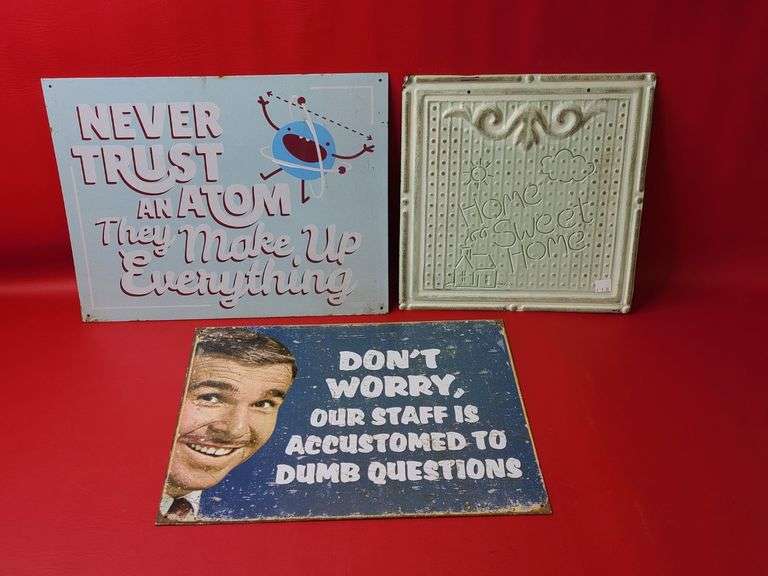 NEVER
TRUST
AN ATOM
They Make Up
Everything
Home
Sweet
Home
DON'T
WORRY,
OUR STAFF IS
ACCUSTOMED TO
DUMB QUESTIONS